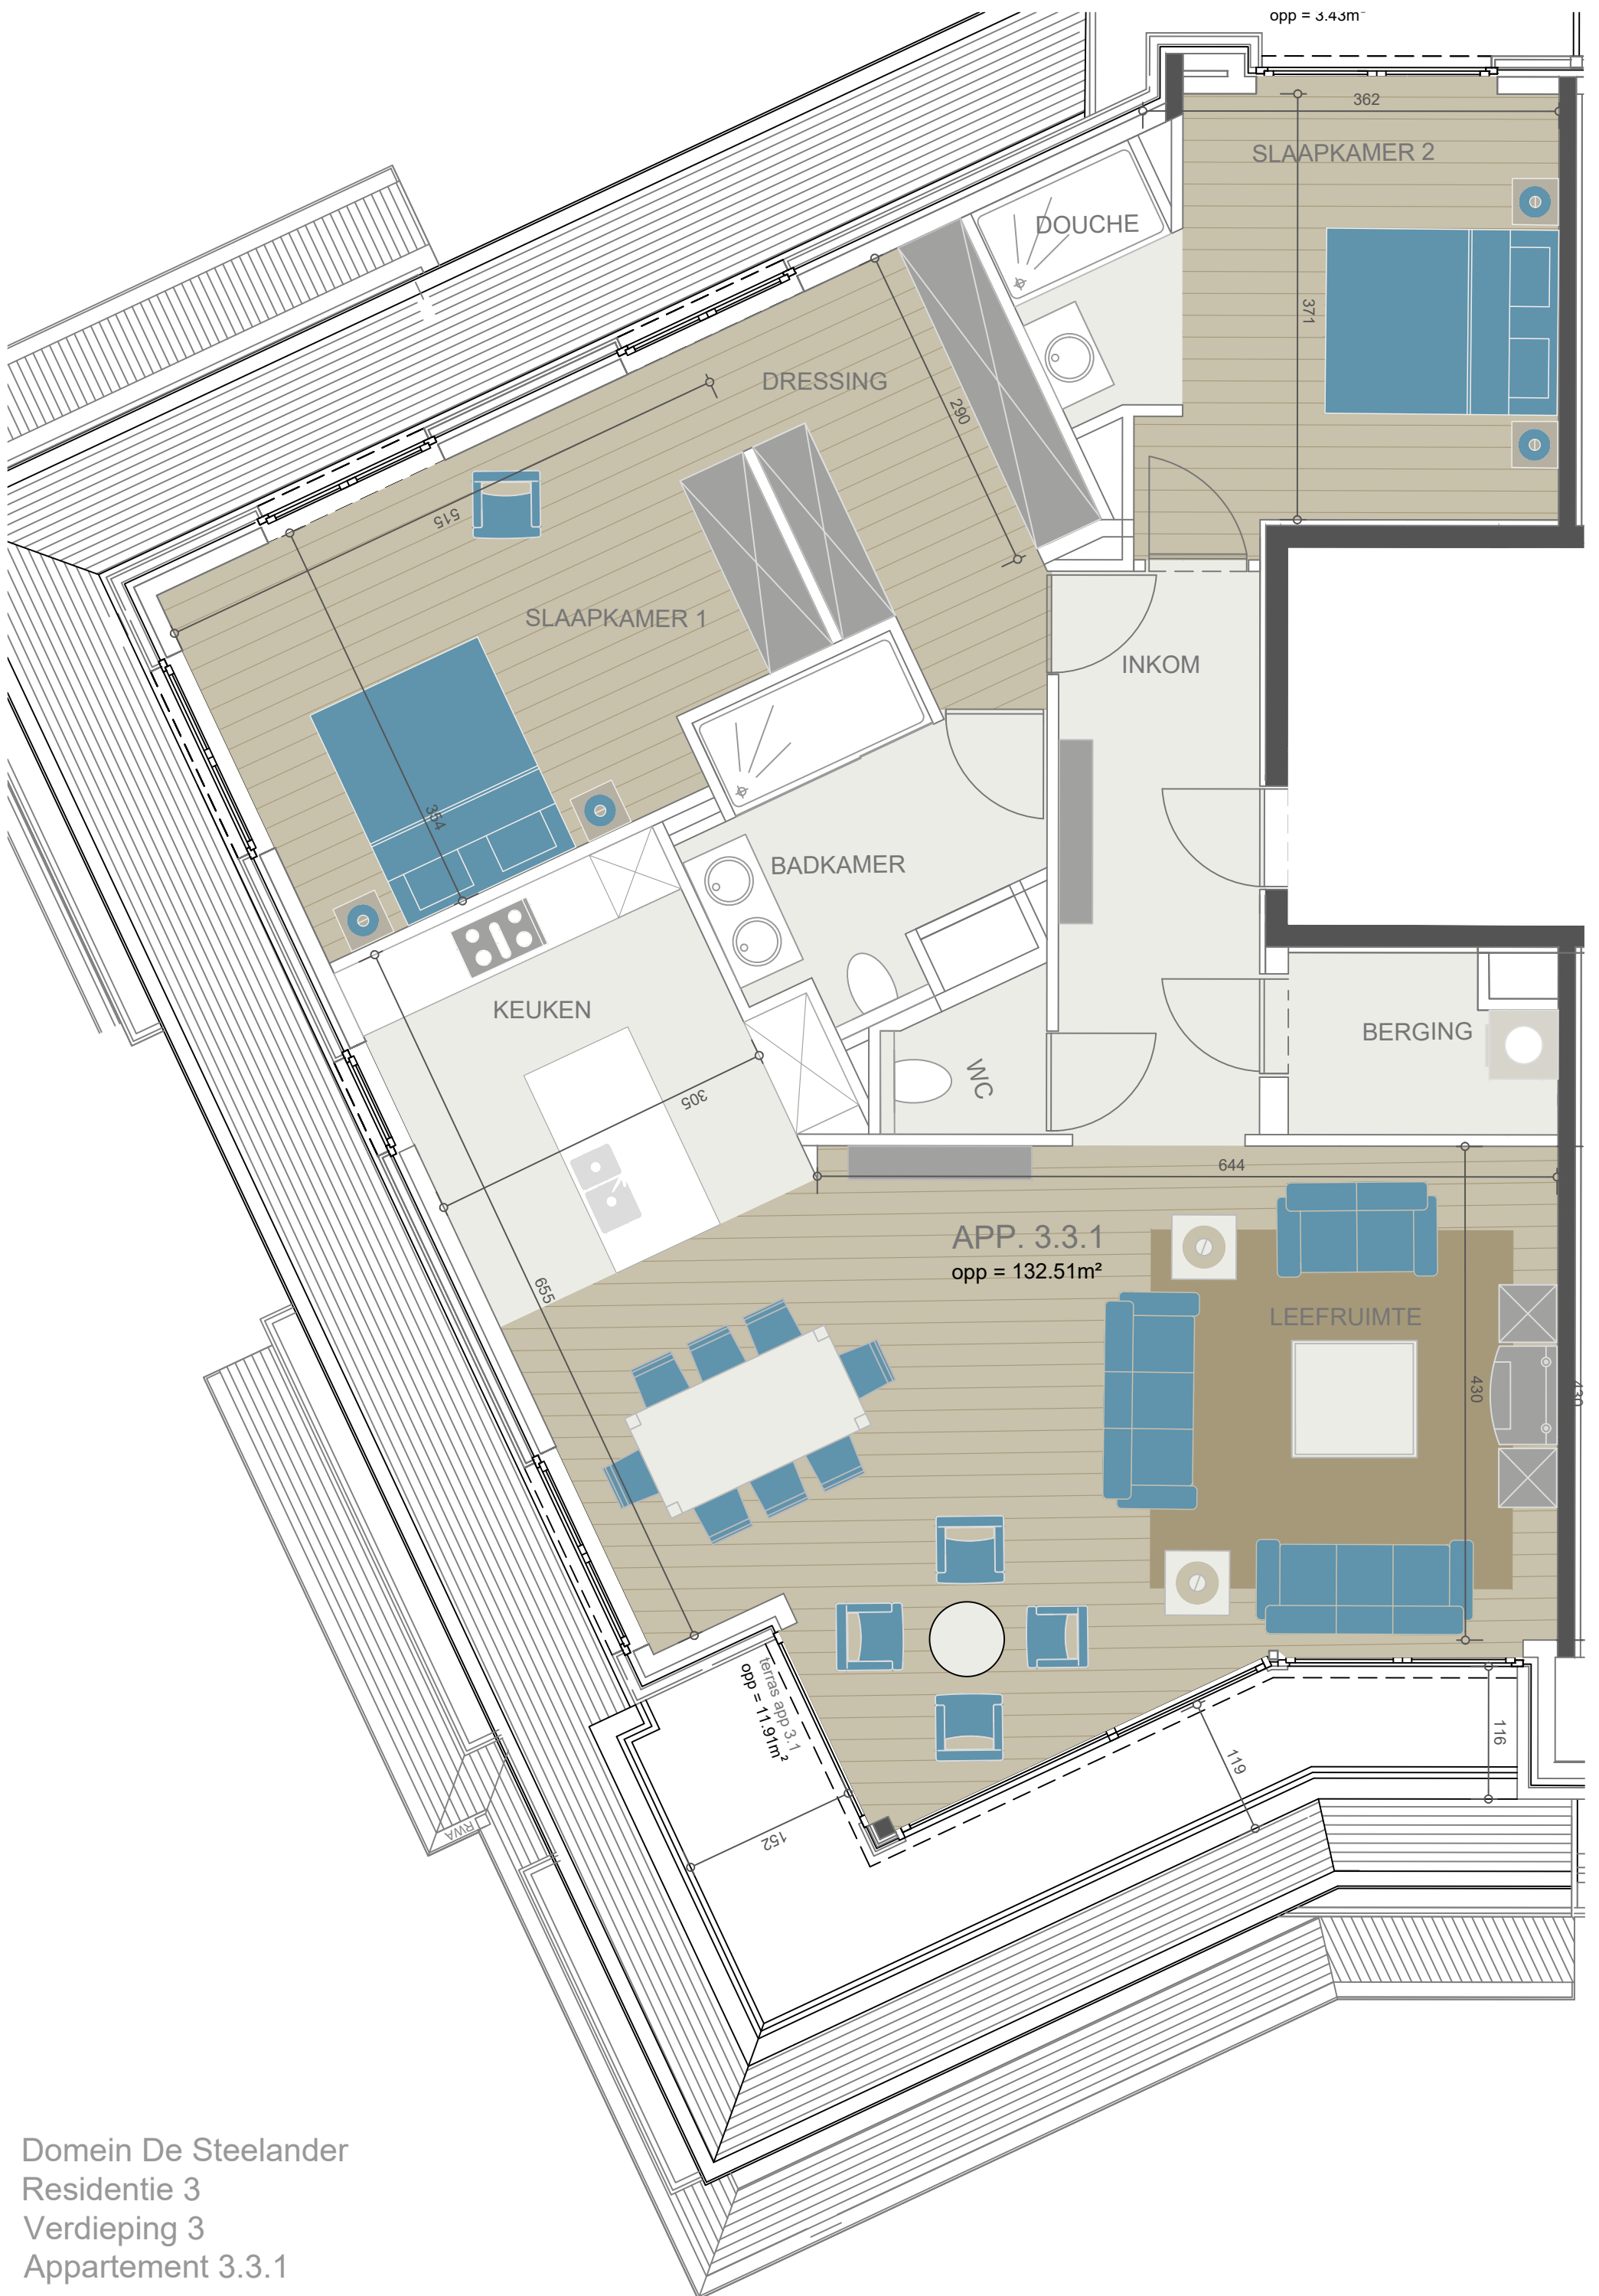 opp = 3.43m²
362
SLAAPKAMER 2
DOUCHE
371
DRESSING
290
515
SLAAPKAMER 1
INKOM
354
BADKAMER
KEUKEN
BERGING
WC
305
644
APP. 3.3.1
opp = 132.51m²
655
LEEFRUIMTE
430
430
terras app 3.1
opp = 11.91m²
116
119
152
RWA
Domein De Steelander
Residentie 3
Verdieping 3
Appartement 3.3.1